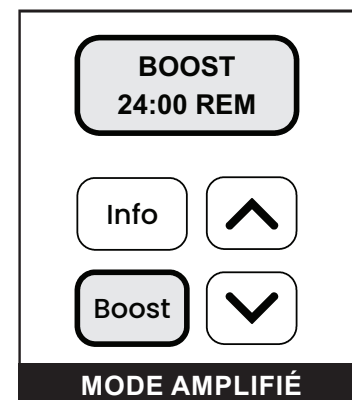 BOOST
24:00 REM
Info
Boost
MODE AMPLIFIÉ